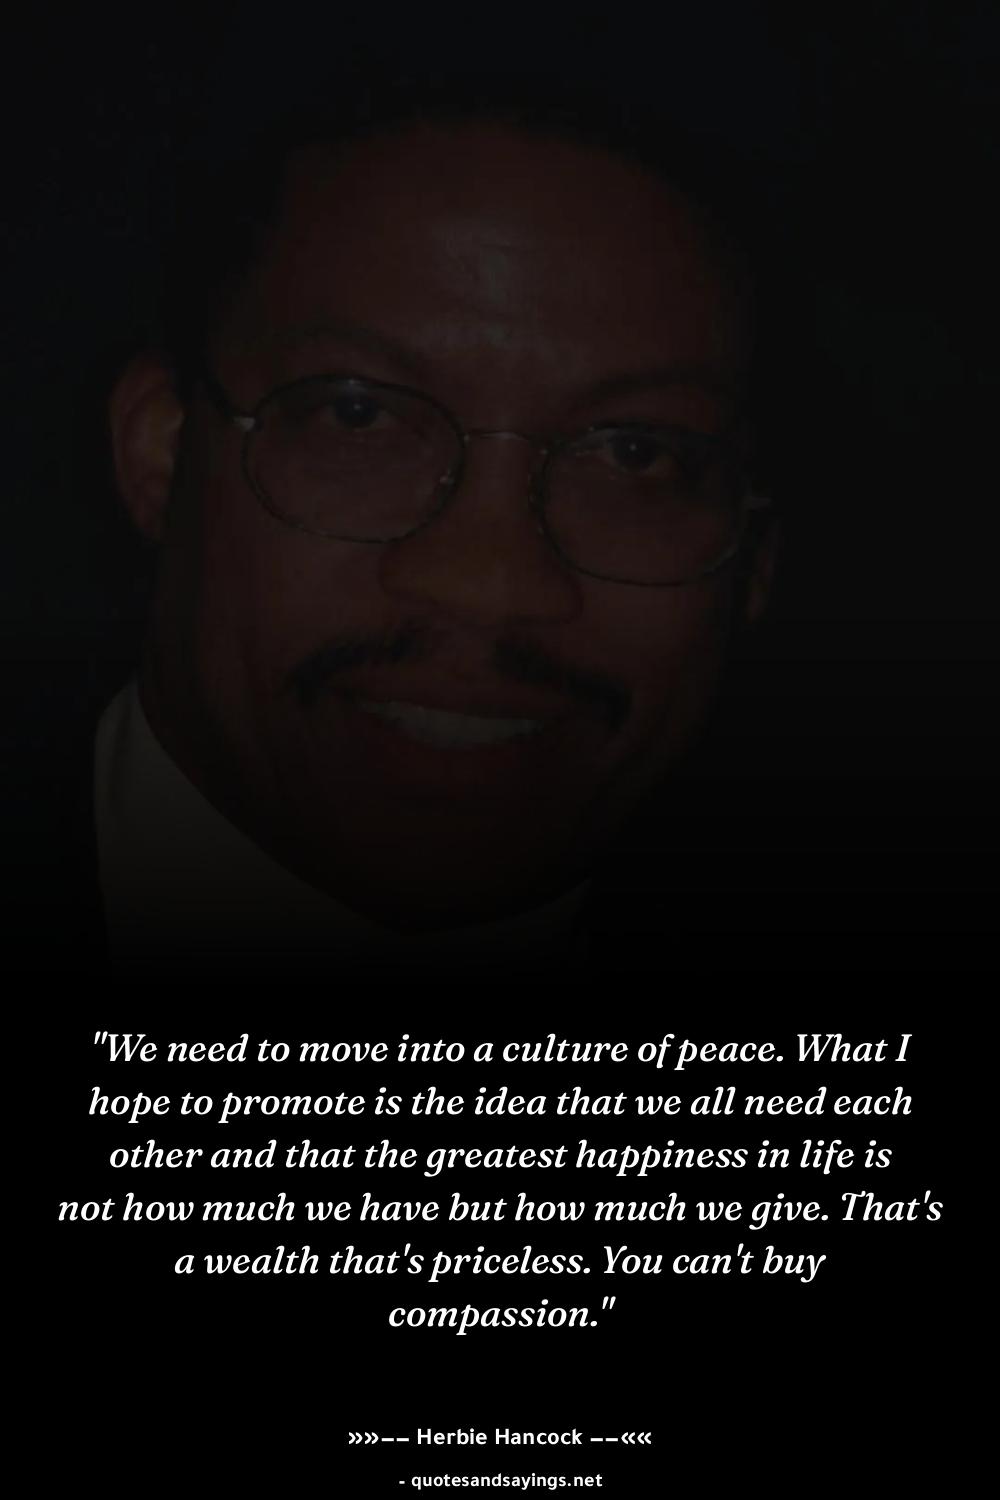 "We need to move into a culture of peace. What I
hope to promote is the idea that we all need each
other and that the greatest happiness in life is
not how much we have but how much we give. That's
a wealth that's priceless. You can't buy
compassion."
»»–– Herbie Hancock ––««
- quotesandsayings.net